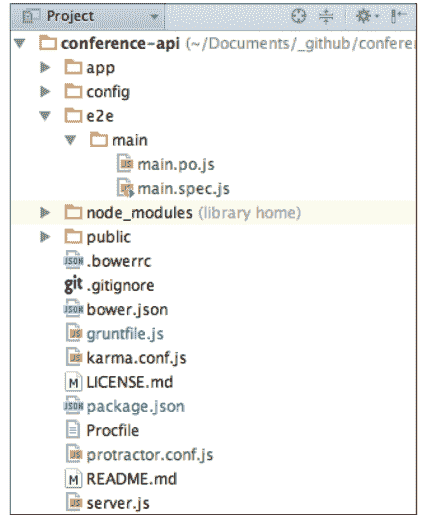 Project
conference-api (~/Documents/_github/confere
app
config
e2e
main
main.po.js
main.spec.js
node_modules (library home)
public
.bowerrc
git .gitignore
bower.json
gruntfile.js
karma.conf.js
LICENSE.md
package.json
Procfile
protractor.conf.js
README.md
server.js